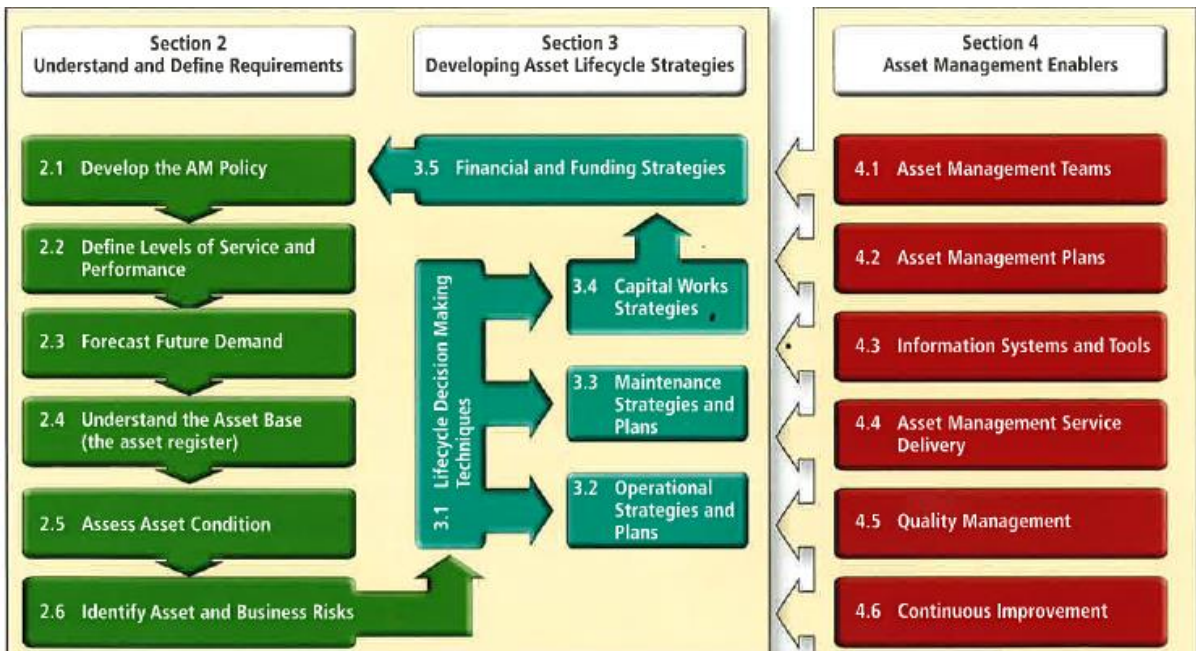 Section 2
Understand and Define Requirements
2.1 Develop the AM Policy
2.2 Define Levels of Service and
Performance
2.3 Forecast Future Demand
2.4 Understand the Asset Base
(the asset register)
2.5 Assess Asset Condition
2.6 Identify Asset and Business Risks
Section 3
Developing Asset Lifecycle Strategies
3.5 Financial and Funding Strategies
3.1 Lifecycle Decision Making
Techniques
3.4 Capital Works
Strategies
3.3 Maintenance
Strategies and
Plans
3.2 Operational
Strategies and
Plans
Section 4
Asset Management Enablers
4.1 Asset Management Teams
4.2 Asset Management Plans
4.3 Information Systems and Tools
4.4 Asset Management Service
Delivery
4.5 Quality Management
4.6 Continuous Improvement